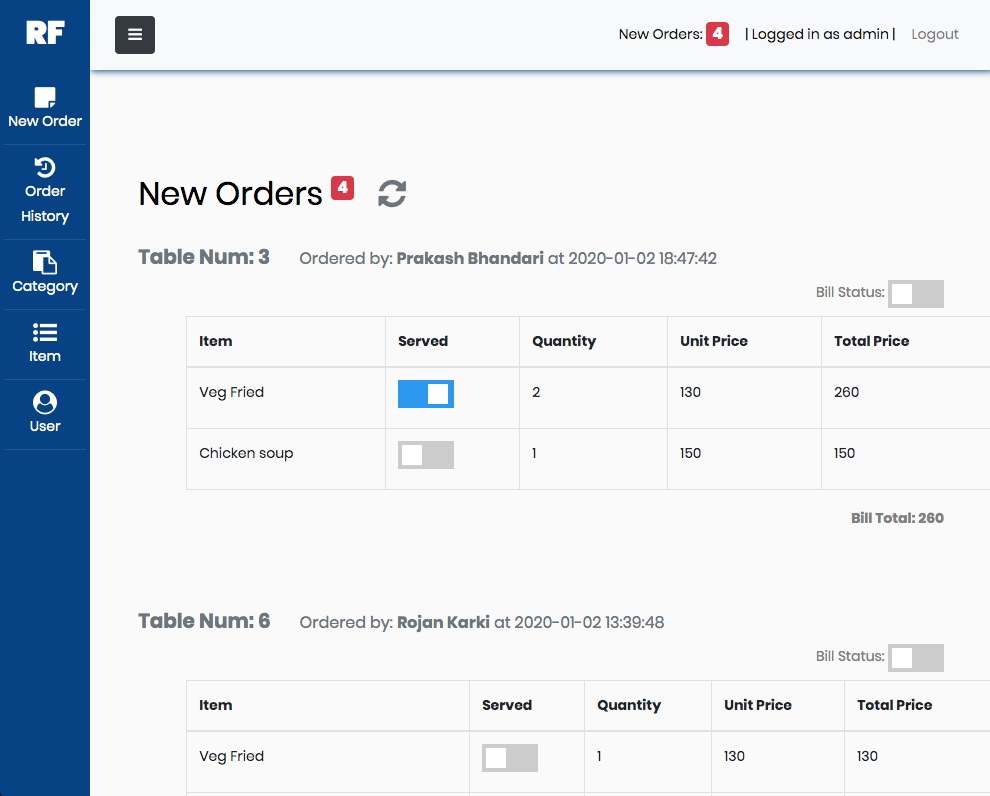 RF
New Orders: 4 | Logged in as admin | Logout
New Order
Order
History
Category
Item
User
New Orders 4
Table Num: 3 Ordered by: Prakash Bhandari at 2020-01-02 18:47:42
Bill Status:
Item Served Quantity Unit Price Total Price
Veg Fried 2 130 260
Chicken soup 1 150 150
Bill Total: 260
Table Num: 6 Ordered by: Rojan Karki at 2020-01-02 13:39:48
Bill Status:
Item Served Quantity Unit Price Total Price
Veg Fried 1 130 130